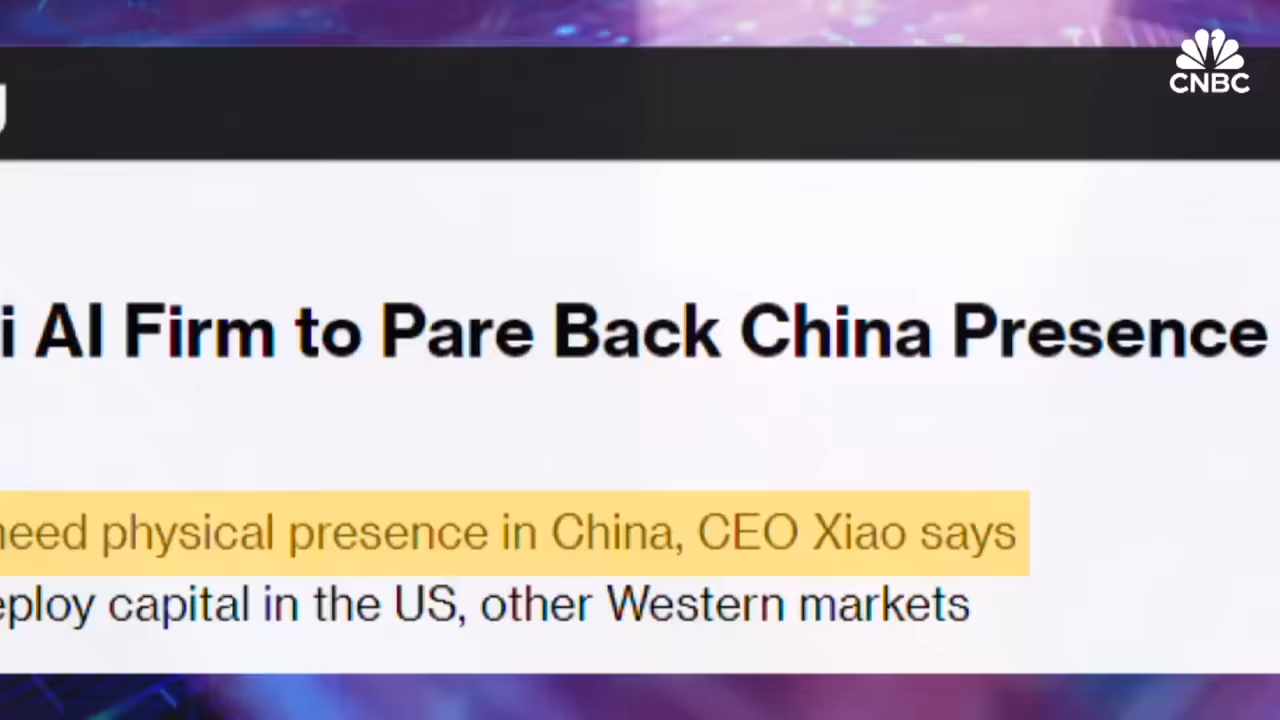 CNBC
i AI Firm to Pare Back China Presence
need physical presence in China, CEO Xiao says
eploy capital in the US, other Western markets